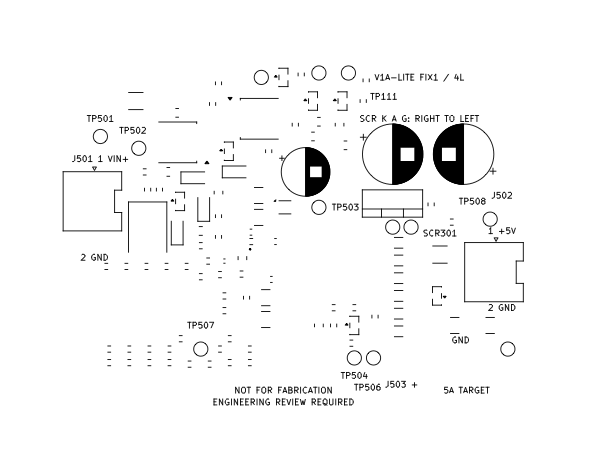 V1A-LITE FIX1 / 4L
TP111
SCR K A G: RIGHT TO LEFT
TP501
TP502
J501 1 VIN+
J502
TP508
TP503
1 +5V
SCR301
2 GND
2 GND
TP507
GND
TP504
TP506 J503 +
5A TARGET
NOT FOR FABRICATION
ENGINEERING REVIEW REQUIRED